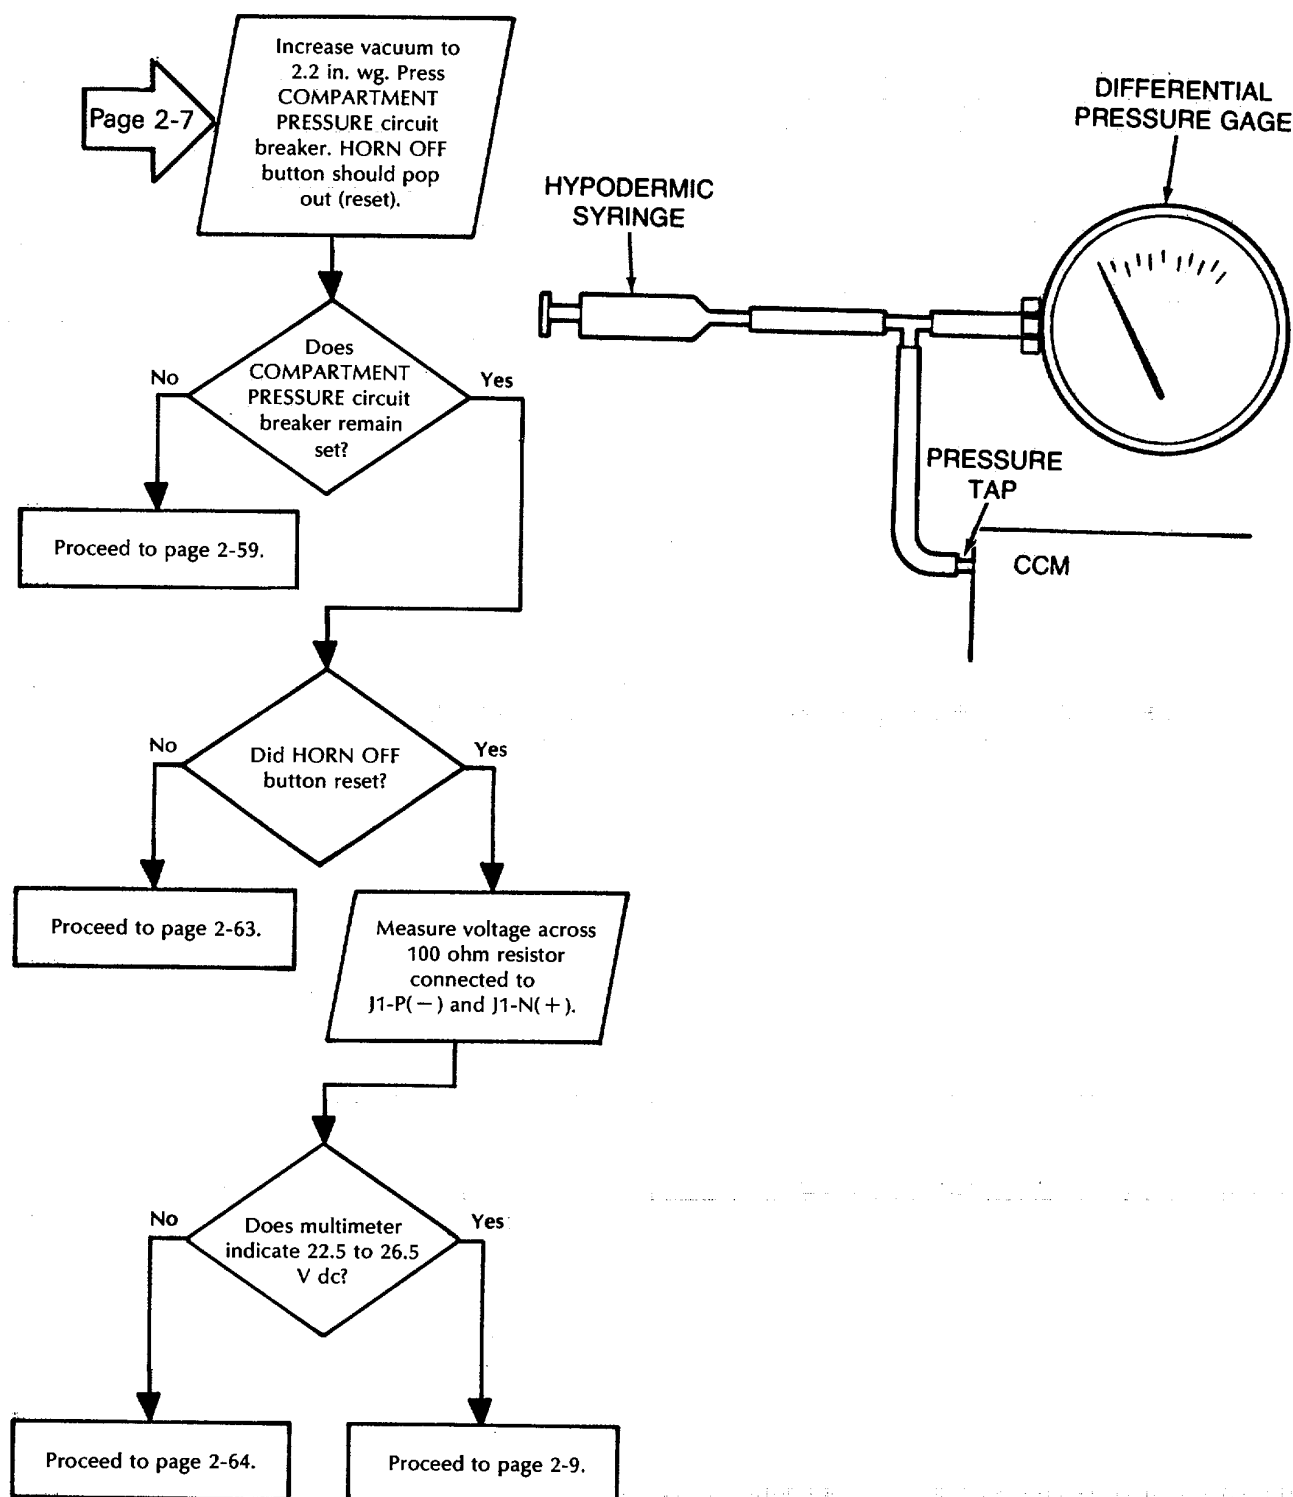 Page 2-7
Increase vacuum to
2.2 in. wg. Press
COMPARTMENT
PRESSURE circuit
breaker. HORN OFF
button should pop
out (reset).
Does
COMPARTMENT
PRESSURE circuit
breaker remain
set?
No
Yes
Proceed to page 2-59.
Did HORN OFF
button reset?
No
Yes
Proceed to page 2-63.
Measure voltage across
100 ohm resistor
connected to
J1-P(−) and J1-N(+).
Does multimeter
indicate 22.5 to 26.5
V dc?
No
Yes
Proceed to page 2-64.
Proceed to page 2-9.
HYPODERMIC
SYRINGE
DIFFERENTIAL
PRESSURE GAGE
PRESSURE
TAP
CCM